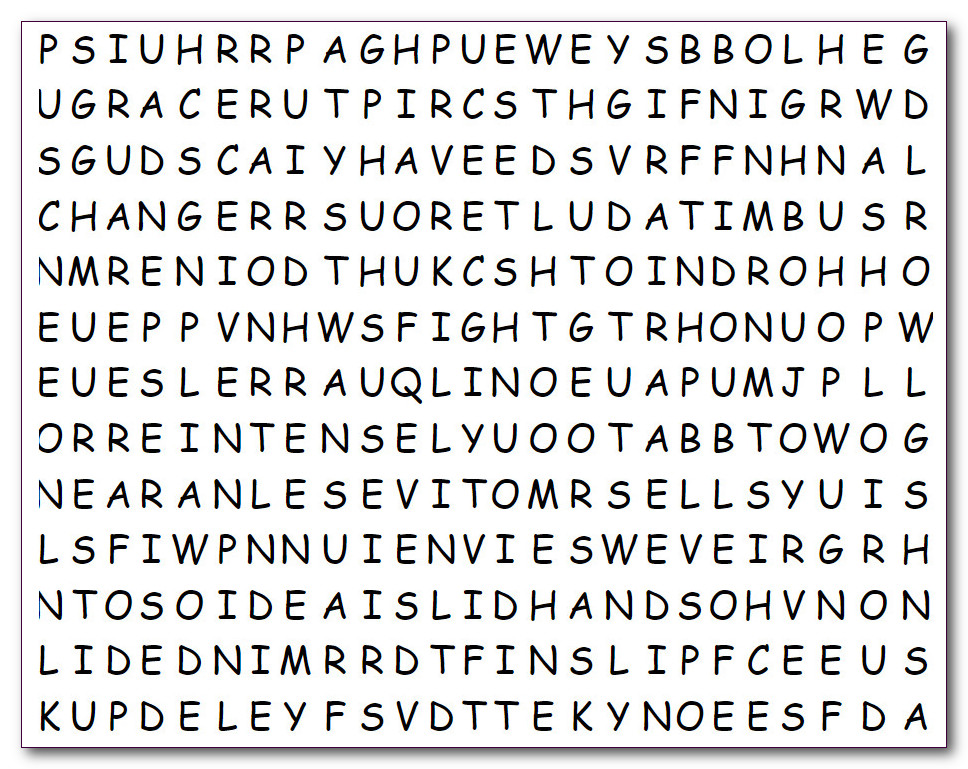 P S I U H R R P A G H P U E W E Y S B B O L H E G
U G R A C E R U T P I R C S T H G I F N I G R W D
S G U D S C A I Y H A V E E D S V R F F N H N A L
C H A N G E R R S U O R E T L U D A T I M B U S R
N M R E N I O D T H U K C S H T O I N D R O H H O
E U E P P V N H W S F I G H T G T R H O N U O P W
E U E S L E R R A U Q L I N O E U A P U M J P L L
O R R E I N T E N S E L Y U O O T A B B T O W O G
N E A R A N L E S E V I T O M R S E L L S Y U I S
L S F I W P N N U I E N V I E S W E V E I R G R H
N T O S O I D E A I S L I D H A N D S O H V N O N
L I D E D N I M R R D T F I N S L I P F C E E U S
K U P D E L E Y F S V D T T E K Y N O E E S F D A